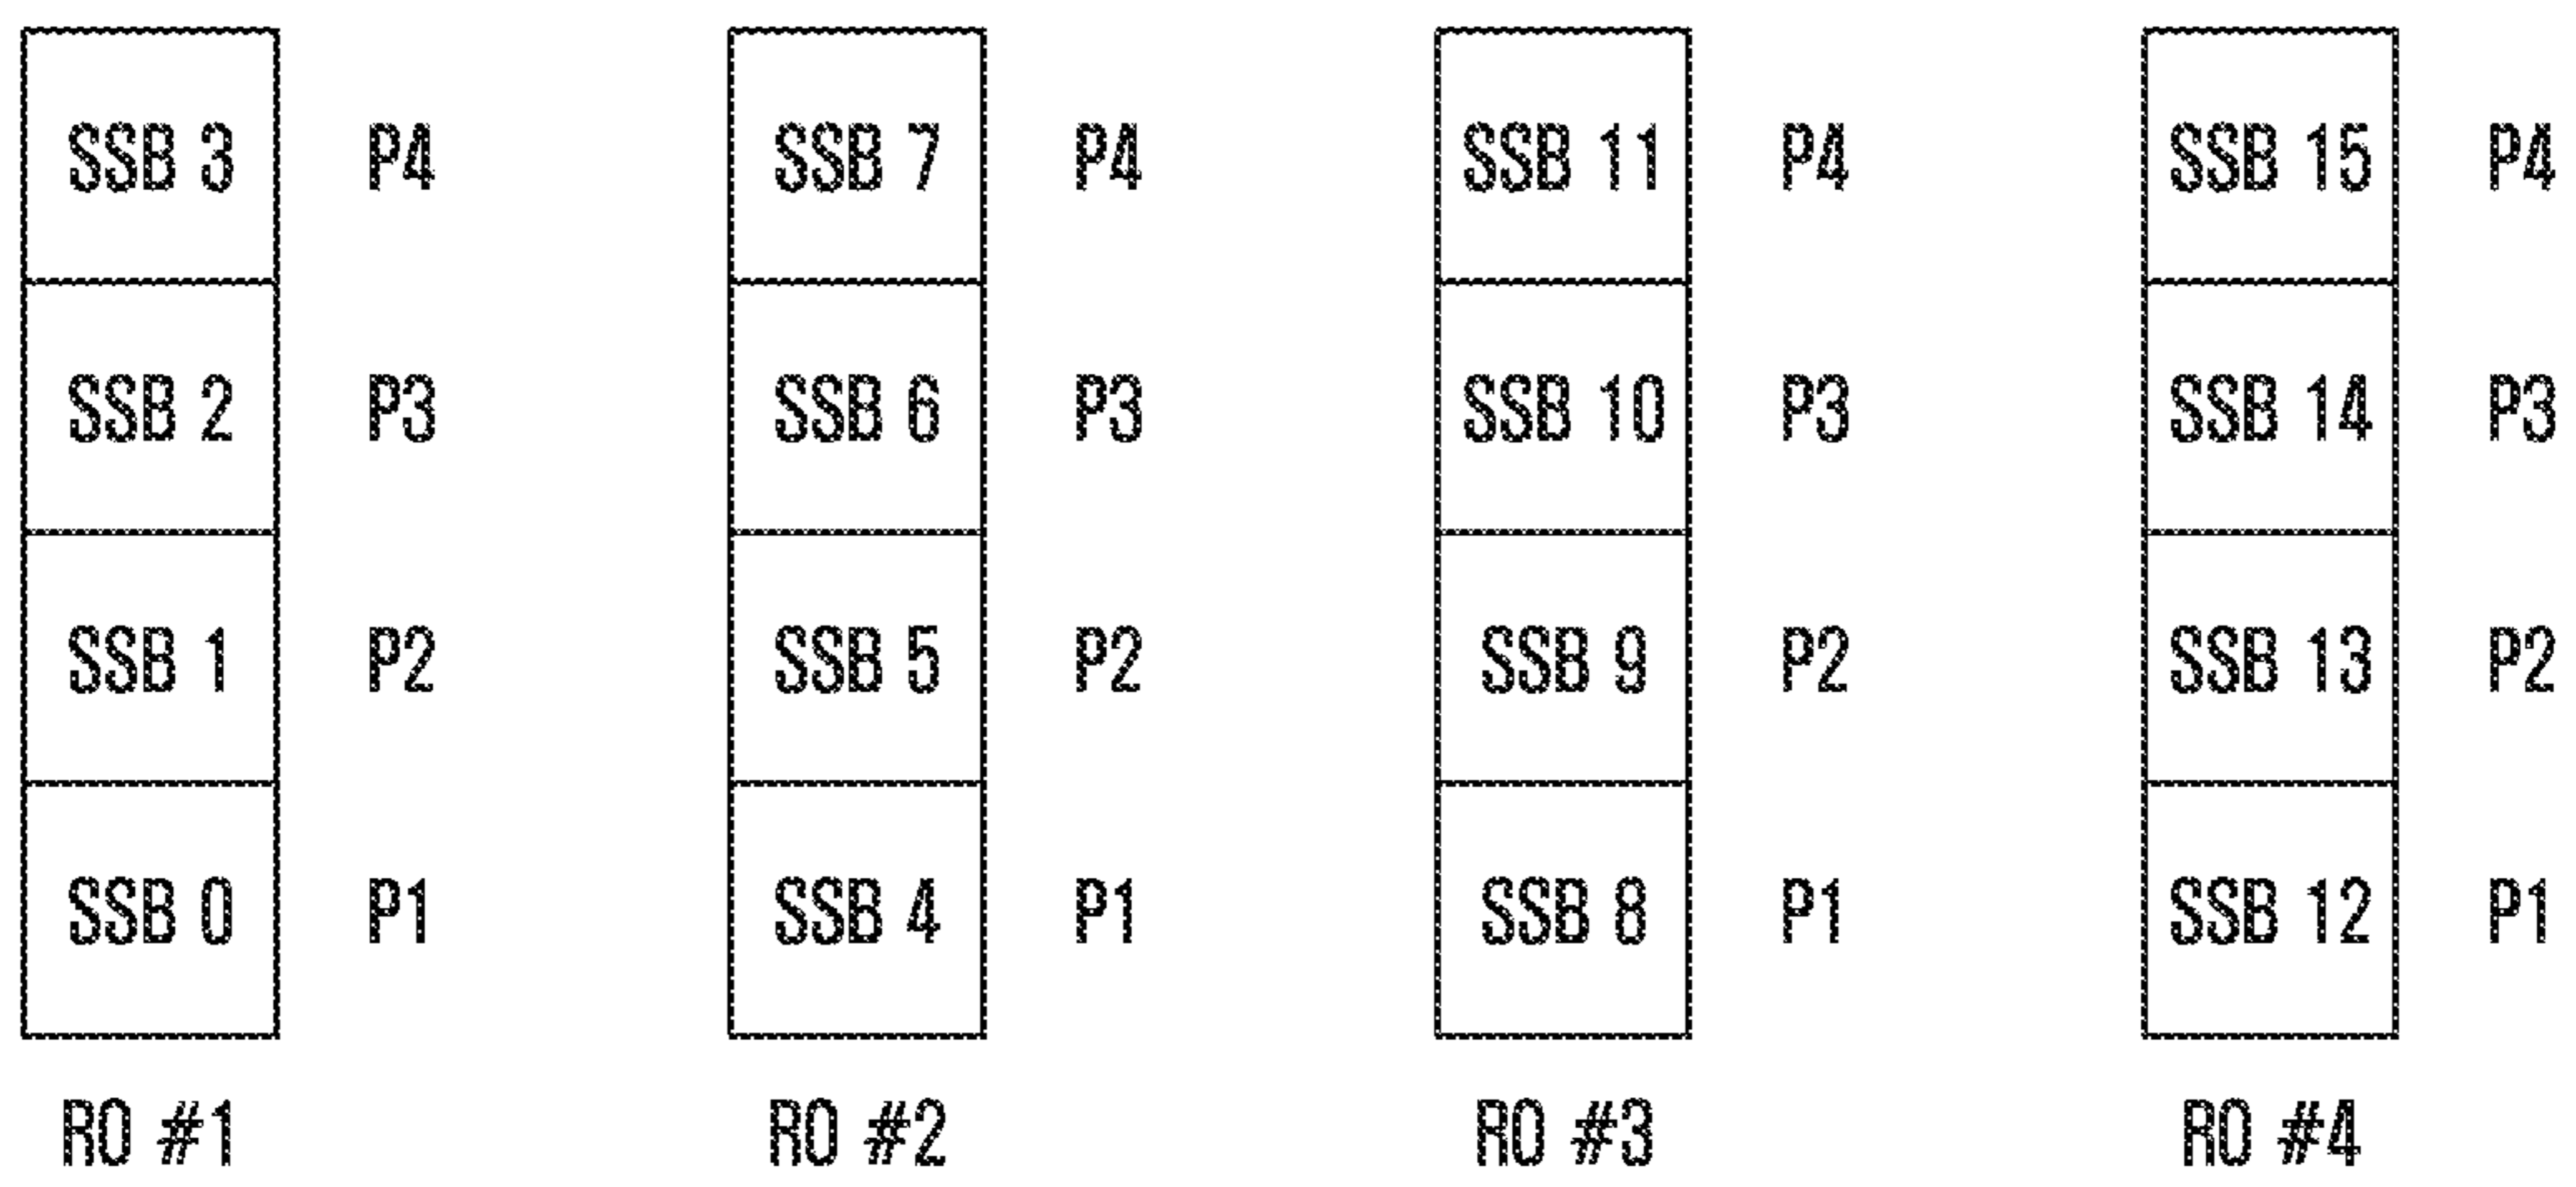 SSB 3 P4 SSB 7 P4 SSB 11 P4 SSB 15 P4
SSB 2 P3 SSB 6 P3 SSB 10 P3 SSB 14 P3
SSB 1 P2 SSB 5 P2 SSB 9 P2 SSB 13 P2
SSB 0 P1 SSB 4 P1 SSB 8 P1 SSB 12 P1
RO #1 RO #2 RO #3 RO #4